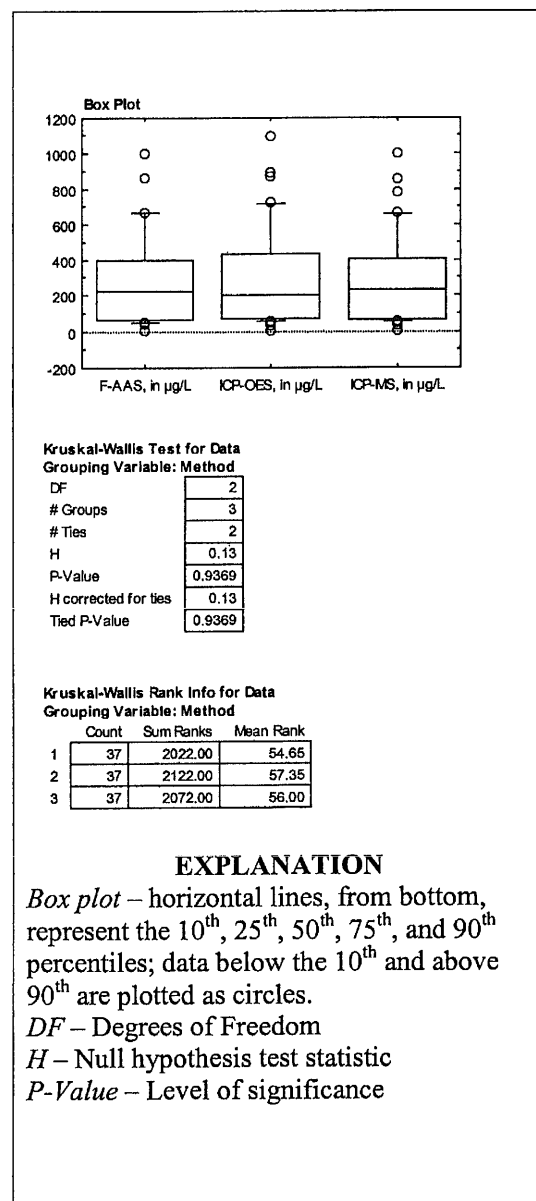 Box Plot
1200
1000
800
600
400
200
0
-200
F-AAS, in µg/L ICP-OES, in µg/L ICP-MS, in µg/L
Kruskal-Wallis Test for Data
Grouping Variable: Method
DF 2
# Groups 3
# Ties 2
H 0.13
P-Value 0.9369
H corrected for ties 0.13
Tied P-Value 0.9369
Kruskal-Wallis Rank Info for Data
Grouping Variable: Method
Count Sum Ranks Mean Rank
1 37 2022.00 54.65
2 37 2122.00 57.35
3 37 2072.00 56.00
EXPLANATION
Box plot – horizontal lines, from bottom,
represent the 10th, 25th, 50th, 75th, and 90th
percentiles; data below the 10th and above
90th are plotted as circles.
DF – Degrees of Freedom
H – Null hypothesis test statistic
P-Value – Level of significance